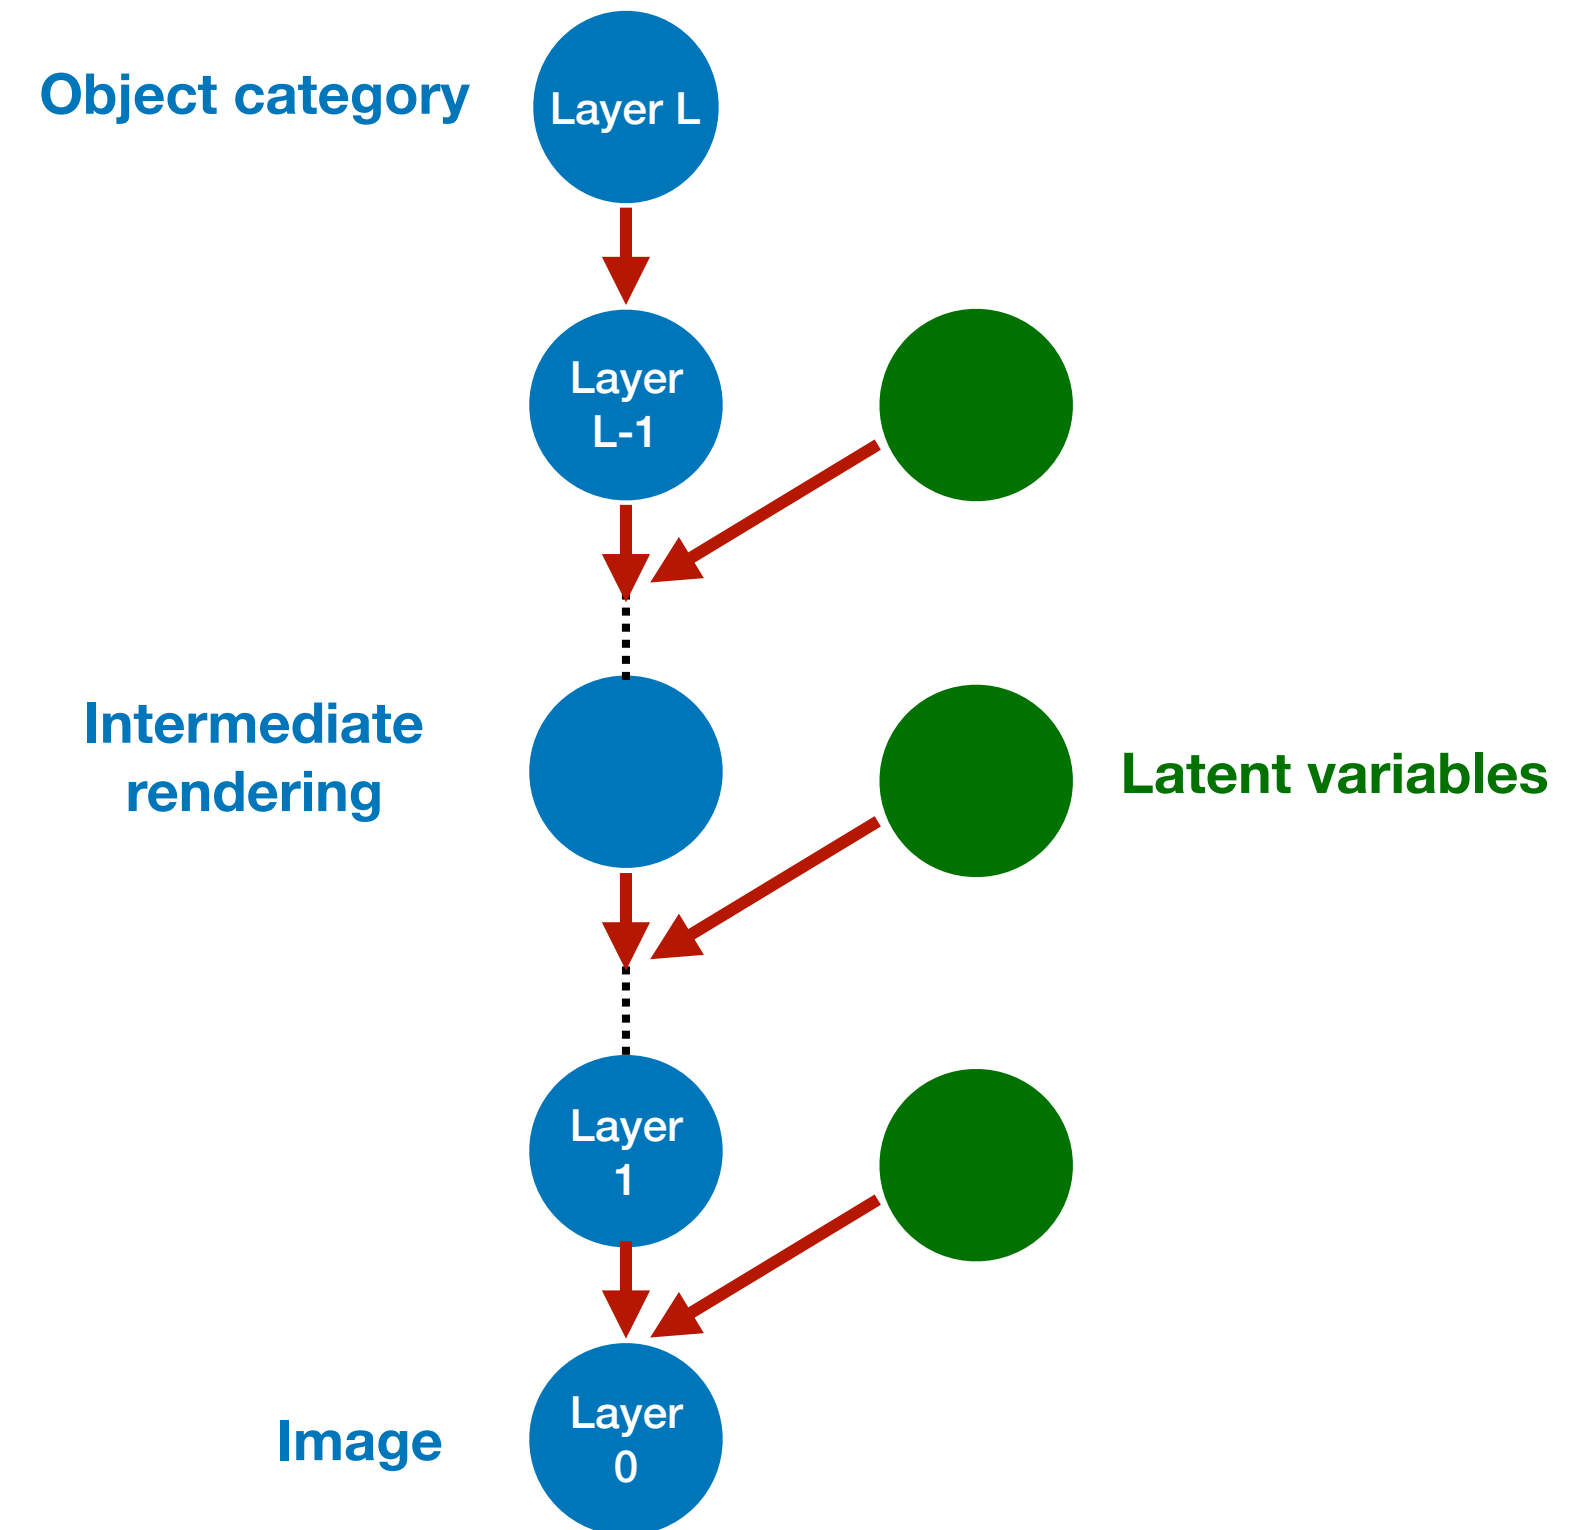 Object category
Layer L
Layer
L-1
Intermediate
rendering
Latent variables
Layer
1
Image
Layer
0